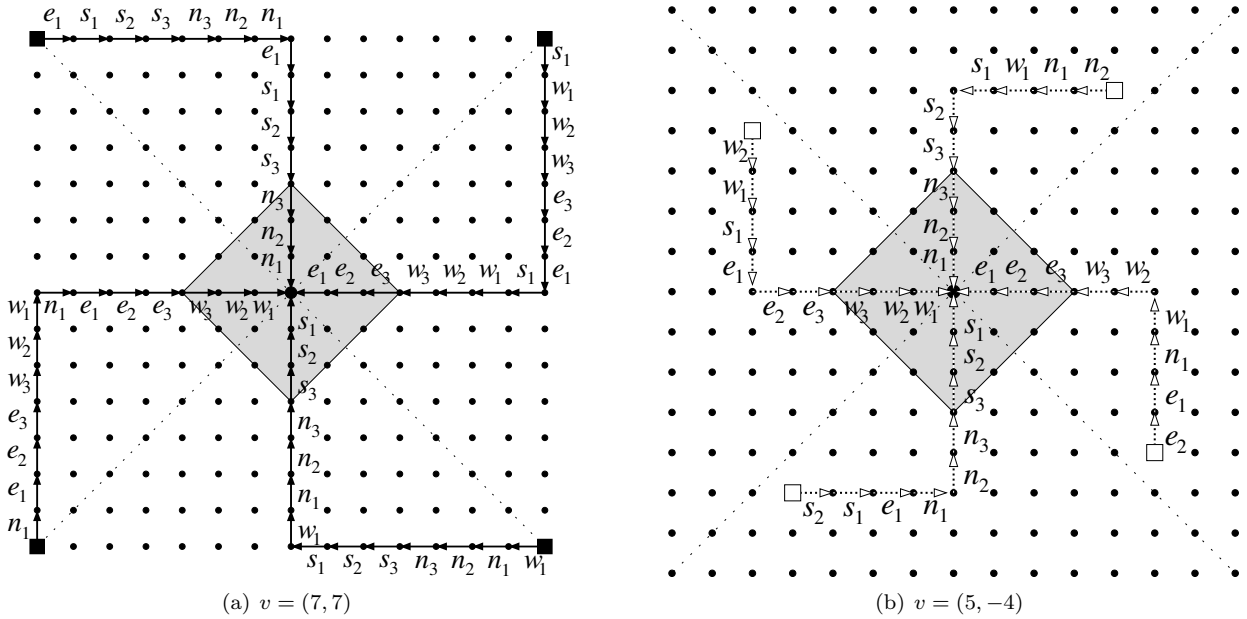 e₁ s₁ s₂ s₃ n₃ n₂ n₁
e₁ s₁
s₁ w₁
s₂ w₂
s₃ w₃
n₃ e₃
n₂ e₂
n₁ e₁ e₂ e₃ w₃ w₂ w₁ s₁ e₁
w₁ n₁ e₁ e₂ e₃ w₃ w₂ w₁
s₁
w₂ s₂
w₃ s₃
e₃ n₃
e₂ n₂
e₁ n₁
n₁ w₁
s₁ s₂ s₃ n₃ n₂ n₁ w₁
(a) v = (7, 7)
s₁ w₁ n₁ n₂
s₂
w₂ s₃
w₁ n₃
s₁ n₂
e₁ n₁ e₁ e₂ e₃ w₃ w₂
e₂ e₃ w₃ w₂ w₁
s₁ w₁
s₂ n₁
s₃ e₁
n₃ e₂
n₂
s₂ s₁ e₁ n₁
(b) v = (5, −4)